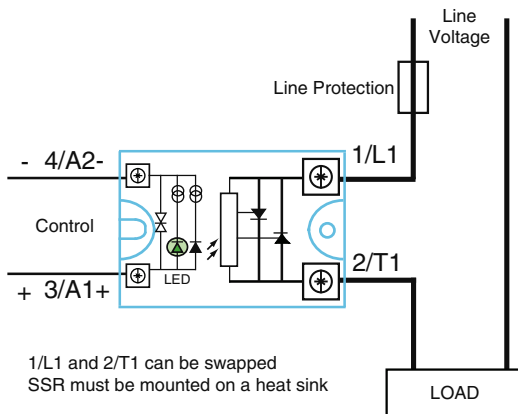 Line
Voltage
Line Protection
- 4/A2-
1/L1
Control
LED
+ 3/A1+
2/T1
1/L1 and 2/T1 can be swapped
SSR must be mounted on a heat sink
LOAD